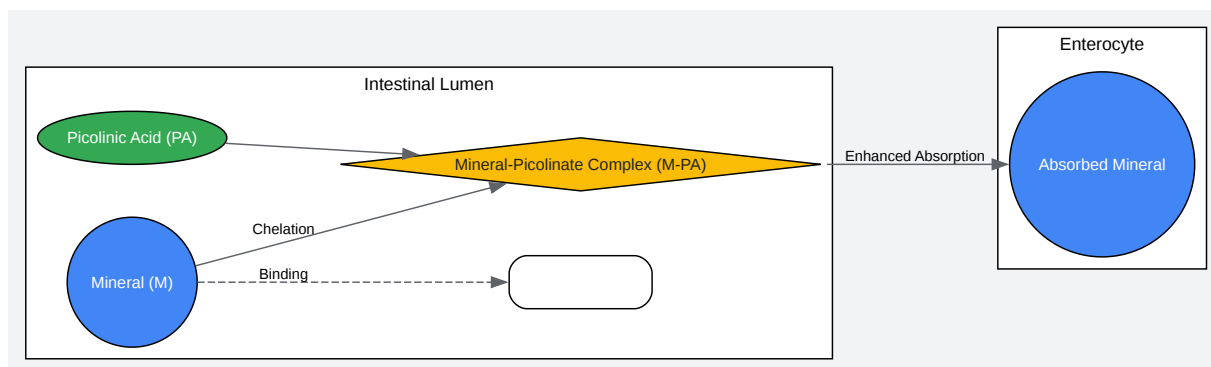 Enterocyte
Intestinal Lumen
Picolinic Acid (PA)
Mineral-Picolinate Complex (M-PA)
Enhanced Absorption
Absorbed Mineral
Chelation
Mineral (M)
Binding